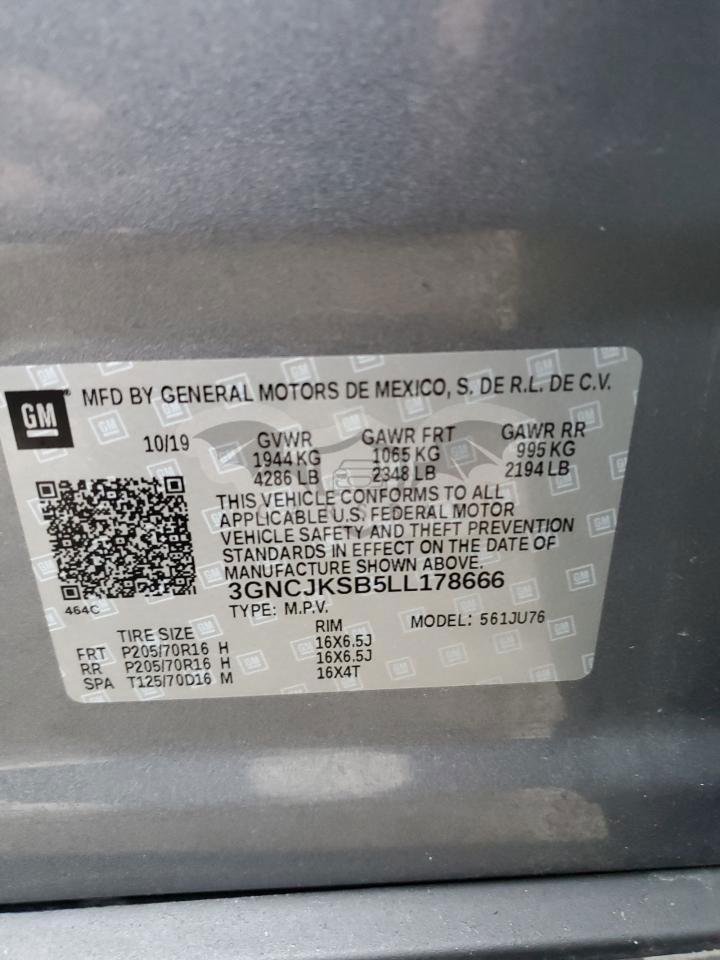 GM
MFD BY GENERAL MOTORS DE MEXICO, S. DE R.L. DE C.V.
10/19 GVWR GAWR FRT GAWR RR
1944 KG 1065 KG 995 KG
4286 LB 2348 LB 2194 LB
THIS VEHICLE CONFORMS TO ALL
APPLICABLE U.S. FEDERAL MOTOR
VEHICLE SAFETY AND THEFT PREVENTION
STANDARDS IN EFFECT ON THE DATE OF
MANUFACTURE SHOWN ABOVE.
464C
3GNCJKSB5LL178666
TYPE: M.P.V. MODEL: 561JU76
TIRE SIZE RIM
FRT P205/70R16 H 16X6.5J
RR P205/70R16 H 16X6.5J
SPA T125/70D16 M 16X4T